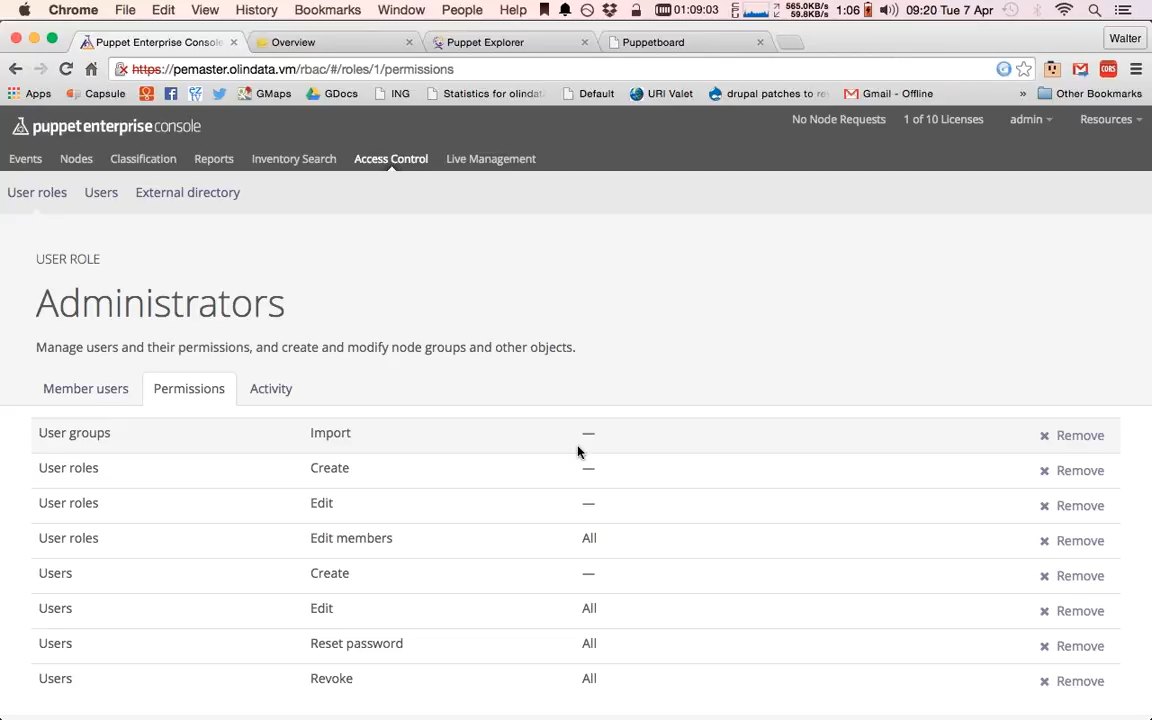 Chrome File Edit View History Bookmarks Window People Help 01:09:03 565.0KB/s 59.8KB/s 1:06 09:20 Tue 7 Apr
Puppet Enterprise Console Overview Puppet Explorer Puppetboard Walter
https://pemaster.olindata.vm/rbac/#/roles/1/permissions
Apps Capsule GMaps GDocs ING Statistics for olindat Default URI Valet drupal patches to re Gmail - Offline » Other Bookmarks
puppet enterprise console No Node Requests 1 of 10 Licenses admin Resources
Events Nodes Classification Reports Inventory Search Access Control Live Management
User roles Users External directory
USER ROLE
Administrators
Manage users and their permissions, and create and modify node groups and other objects.
Member users Permissions Activity
User groups Import — Remove
User roles Create — Remove
User roles Edit — Remove
User roles Edit members All Remove
Users Create — Remove
Users Edit All Remove
Users Reset password All Remove
Users Revoke All Remove